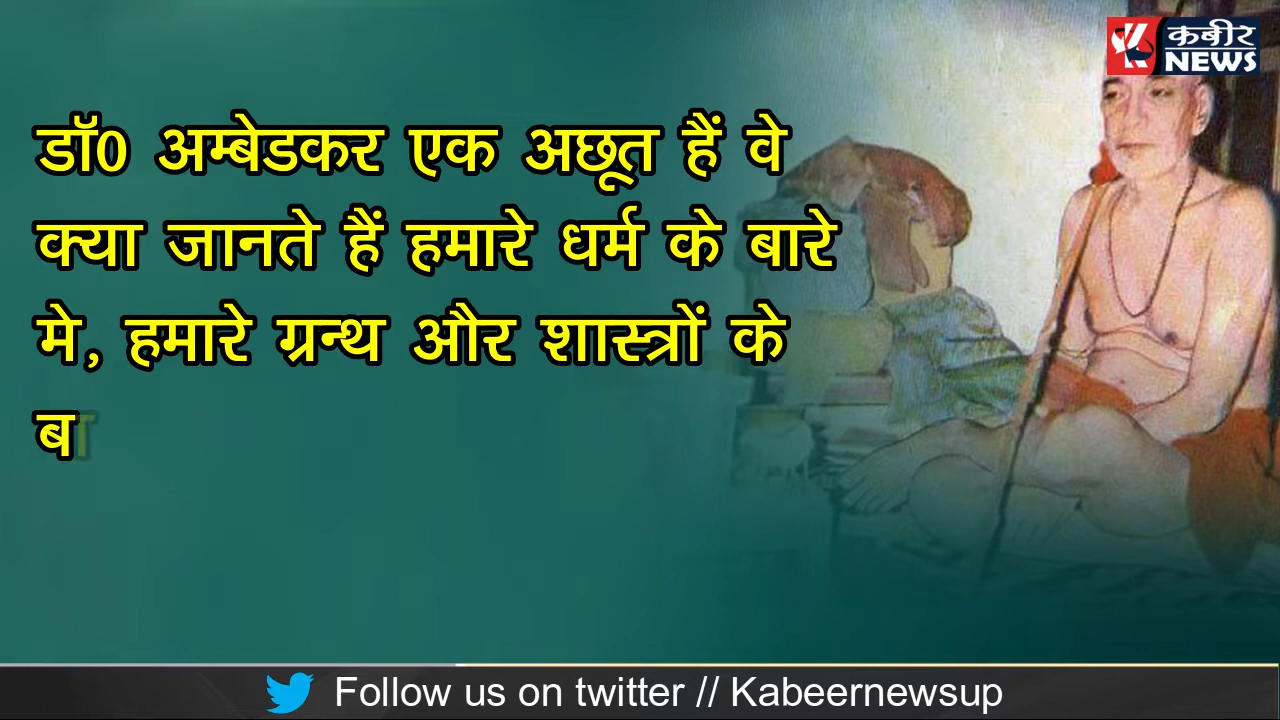 कबीर
NEWS
डॉ0 अम्बेडकर एक अछूत हैं वे
क्या जानते हैं हमारे धर्म के बारे
मे, हमारे ग्रन्थ और शास्त्रों के
बा
Follow us on twitter // Kabeernewsup